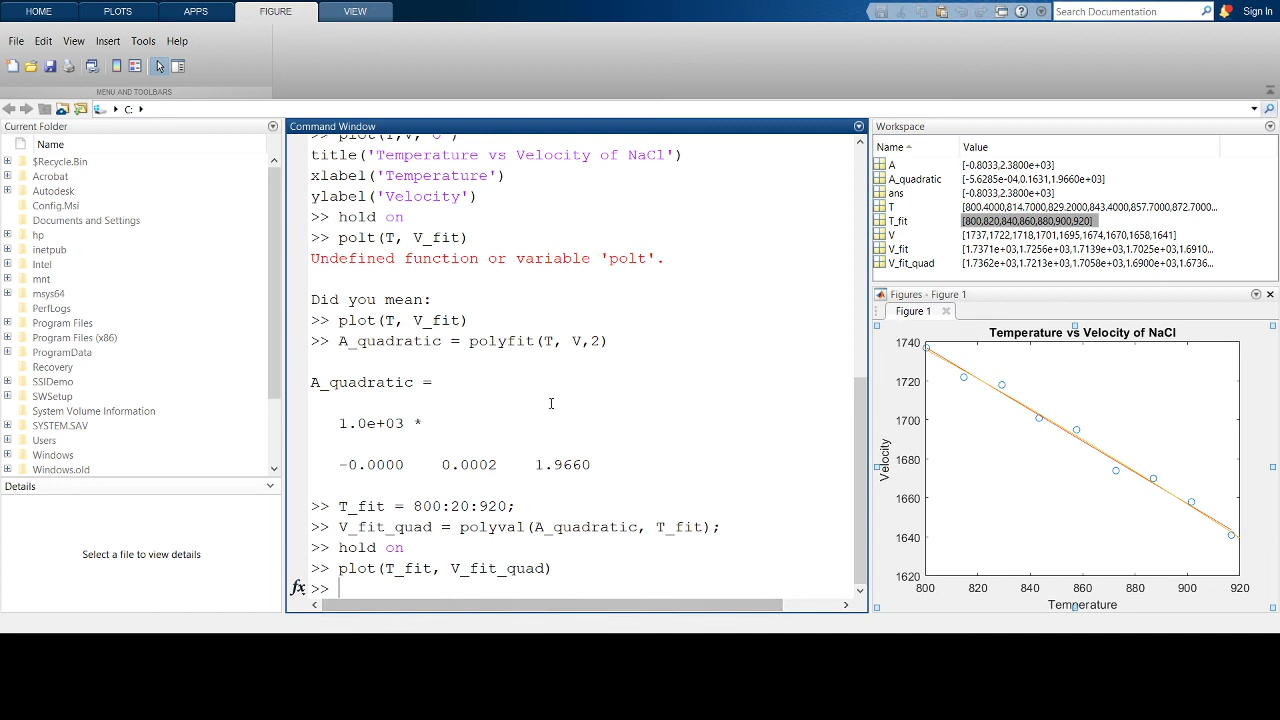 HOME PLOTS APPS FIGURE VIEW Search Documentation Sign In
File Edit View Insert Tools Help
MENU AND TOOLBARS
C:
Current Folder
Name
$Recycle.Bin
Acrobat
Autodesk
Config.Msi
Documents and Settings
hp
inetpub
Intel
mnt
msys64
PerfLogs
Program Files
Program Files (x86)
ProgramData
Recovery
SSIDemo
SWSetup
System Volume Information
SYSTEM.SAV
Users
Windows
Windows.old
Details
Select a file to view details
Command Window
>> plot(T,V,'o')
title('Temperature vs Velocity of NaCl')
xlabel('Temperature')
ylabel('Velocity')
>> hold on
>> polt(T, V_fit)
Undefined function or variable 'polt'.
Did you mean:
>> plot(T, V_fit)
>> A_quadratic = polyfit(T, V,2)
A_quadratic =
1.0e+03 *
-0.0000 0.0002 1.9660
>> T_fit = 800:20:920;
>> V_fit_quad = polyval(A_quadratic, T_fit);
>> hold on
>> plot(T_fit, V_fit_quad)
fx >>
Workspace
Name Value
A [-0.8033,2.3800e+03]
A_quadratic [-5.6285e-04,0.1631,1.9660e+03]
ans [-0.8033,2.3800e+03]
T [800.4000,814.7000,829.2000,843.4000,857.7000,872.7000...
T_fit [800,820,840,860,880,900,920]
V [1737,1722,1718,1701,1695,1674,1670,1658,1641]
V_fit [1.7371e+03,1.7256e+03,1.7139e+03,1.7025e+03,1.6910...
V_fit_quad [1.7362e+03,1.7213e+03,1.7058e+03,1.6900e+03,1.6736...
Figures - Figure 1
Figure 1
Temperature vs Velocity of NaCl
1740
1720
1700
1680
1660
1640
1620
Velocity
800 820 840 860 880 900 920
Temperature